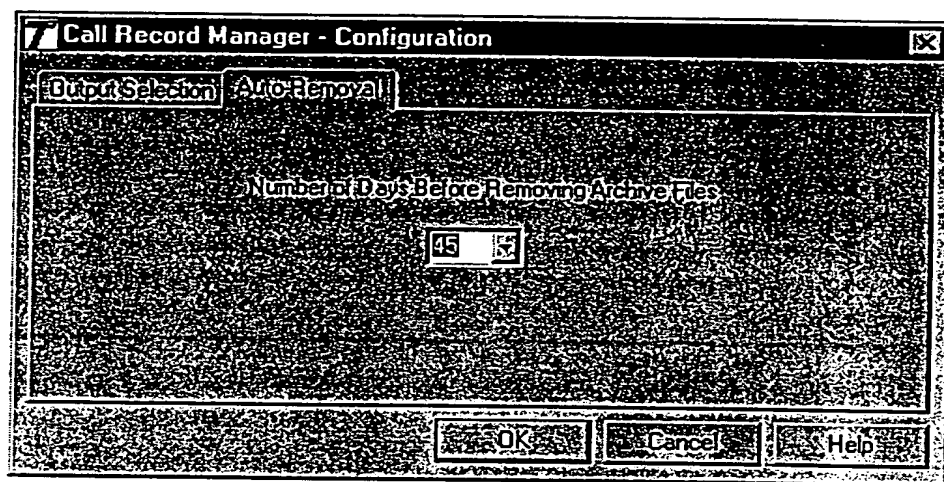 Call Record Manager - Configuration
Output Selection Auto-Removal
Number of Days Before Removing Archive Files
45
OK Cancel Help